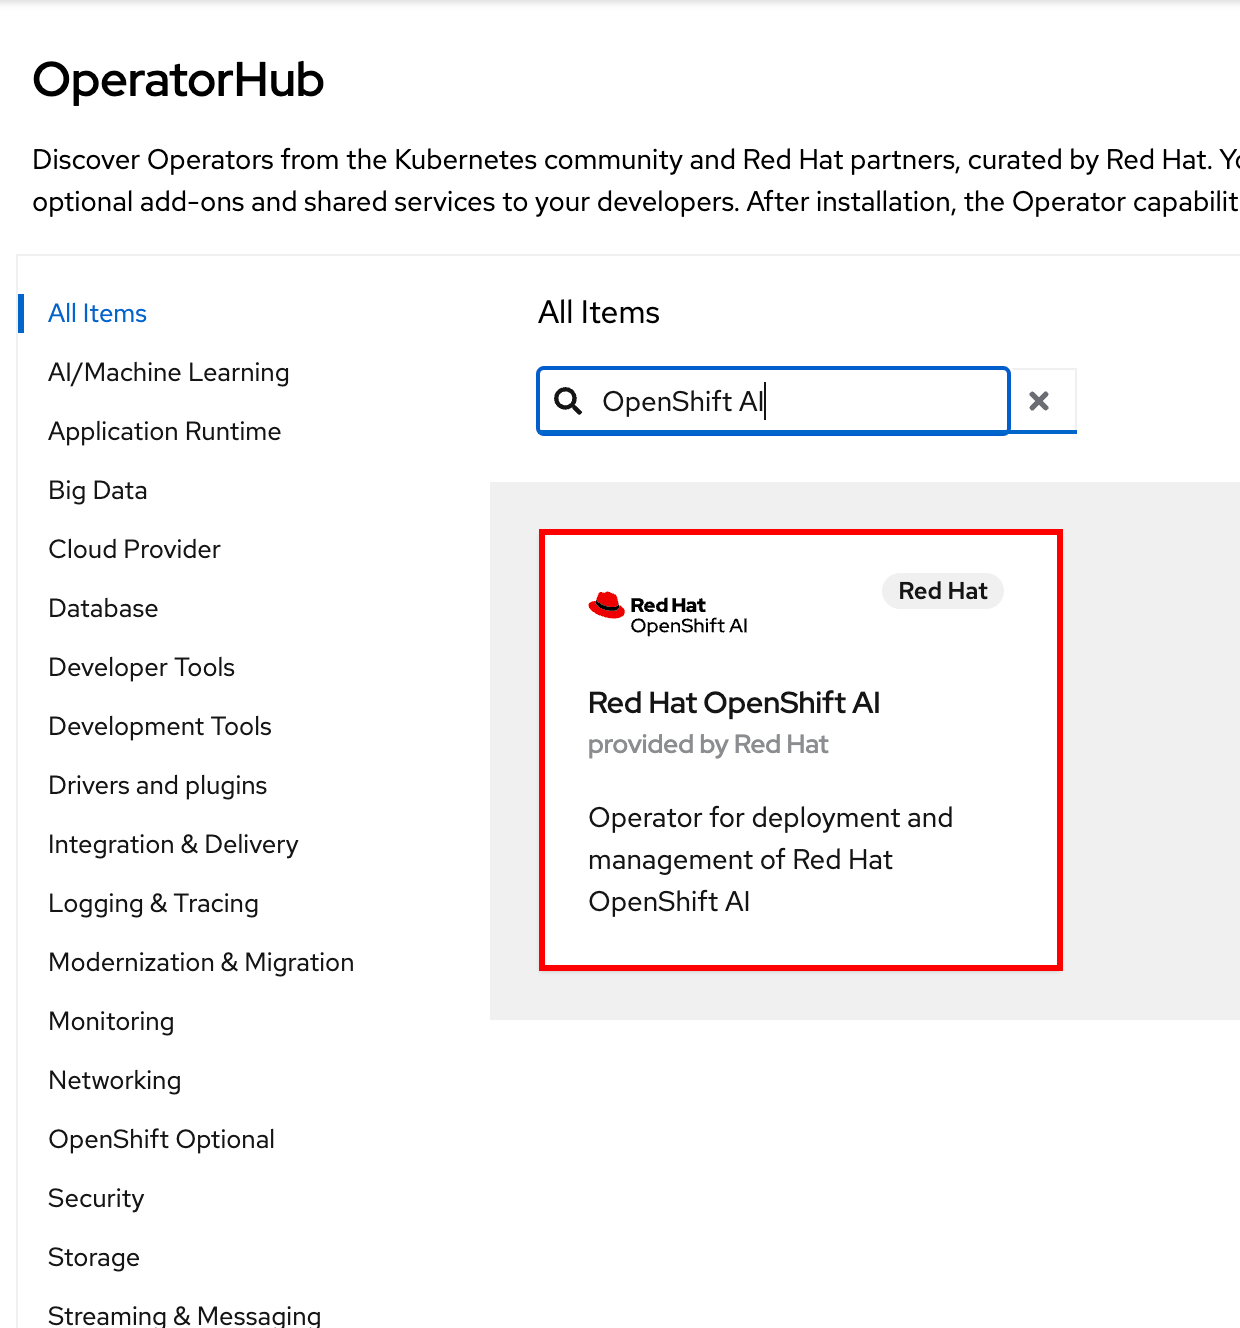 OperatorHub
Discover Operators from the Kubernetes community and Red Hat partners, curated by Red Hat.
optional add-ons and shared services to your developers. After installation, the Operator
All Items
AI/Machine Learning
Application Runtime
Big Data
Cloud Provider
Database
Developer Tools
Development Tools
Drivers and plugins
Integration & Delivery
Logging & Tracing
Modernization & Migration
Monitoring
Networking
OpenShift Optional
Security
Storage
Streaming & Messaging
All Items
OpenShift AI
Red Hat
OpenShift AI
Red Hat
Red Hat OpenShift AI
provided by Red Hat
Operator for deployment and
management of Red Hat
OpenShift AI